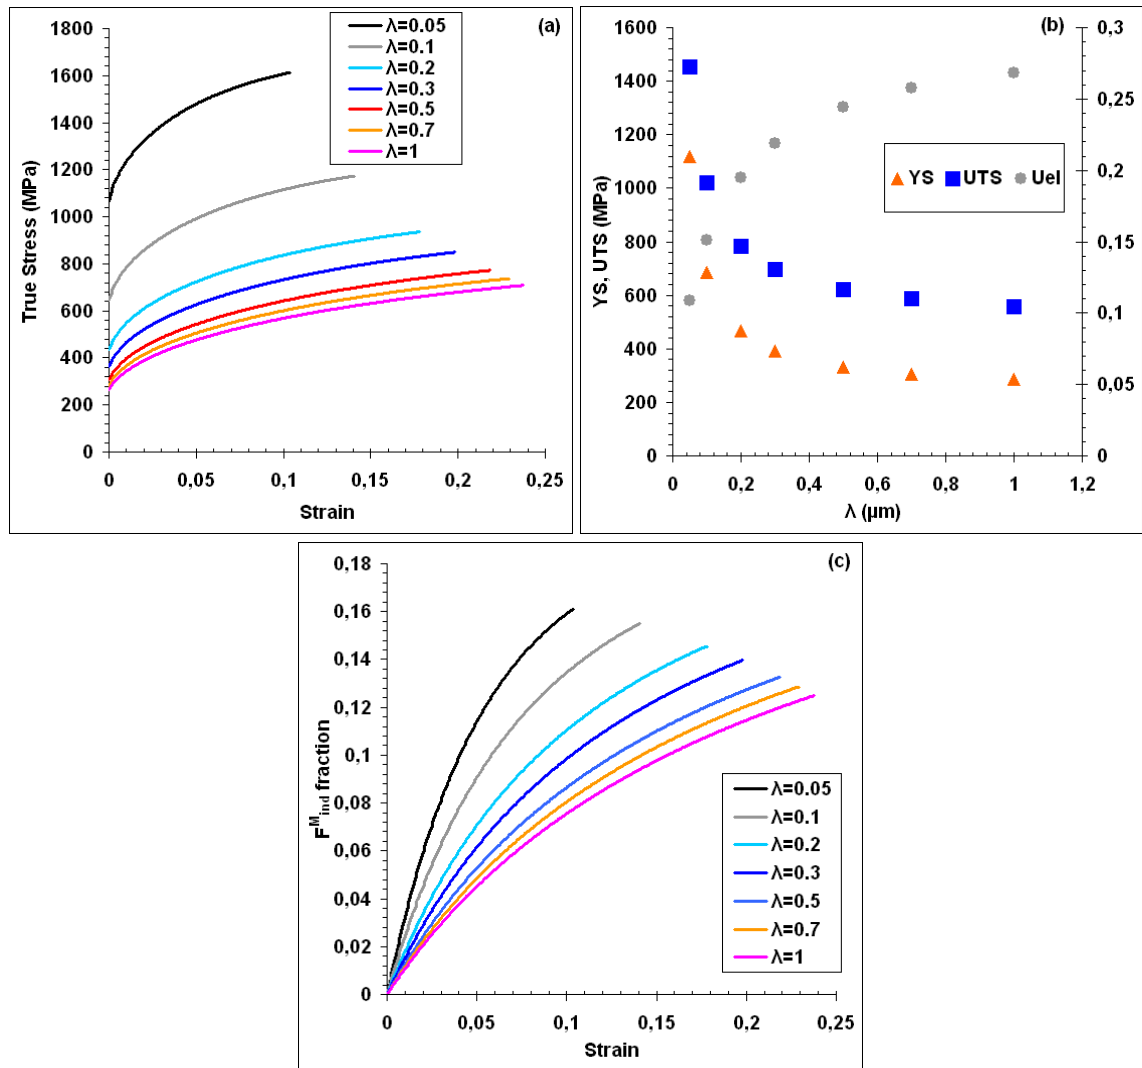 (a)
λ=0.05
λ=0.1
λ=0.2
λ=0.3
λ=0.5
λ=0.7
λ=1
1800
1600
1400
1200
1000
800
600
400
200
0
True Stress (MPa)
0 0,05 0,1 0,15 0,2 0,25
Strain
(b)
1600
1400
1200
1000
800
600
400
200
0
YS, UTS (MPa)
YS UTS Uel
0,3
0,25
0,2
0,15
0,1
0,05
0
0 0,2 0,4 0,6 0,8 1 1,2
λ (µm)
(c)
0,18
0,16
0,14
0,12
0,1
0,08
0,06
0,04
0,02
0
F^M_ind fraction
λ=0.05
λ=0.1
λ=0.2
λ=0.3
λ=0.5
λ=0.7
λ=1
0 0,05 0,1 0,15 0,2 0,25
Strain